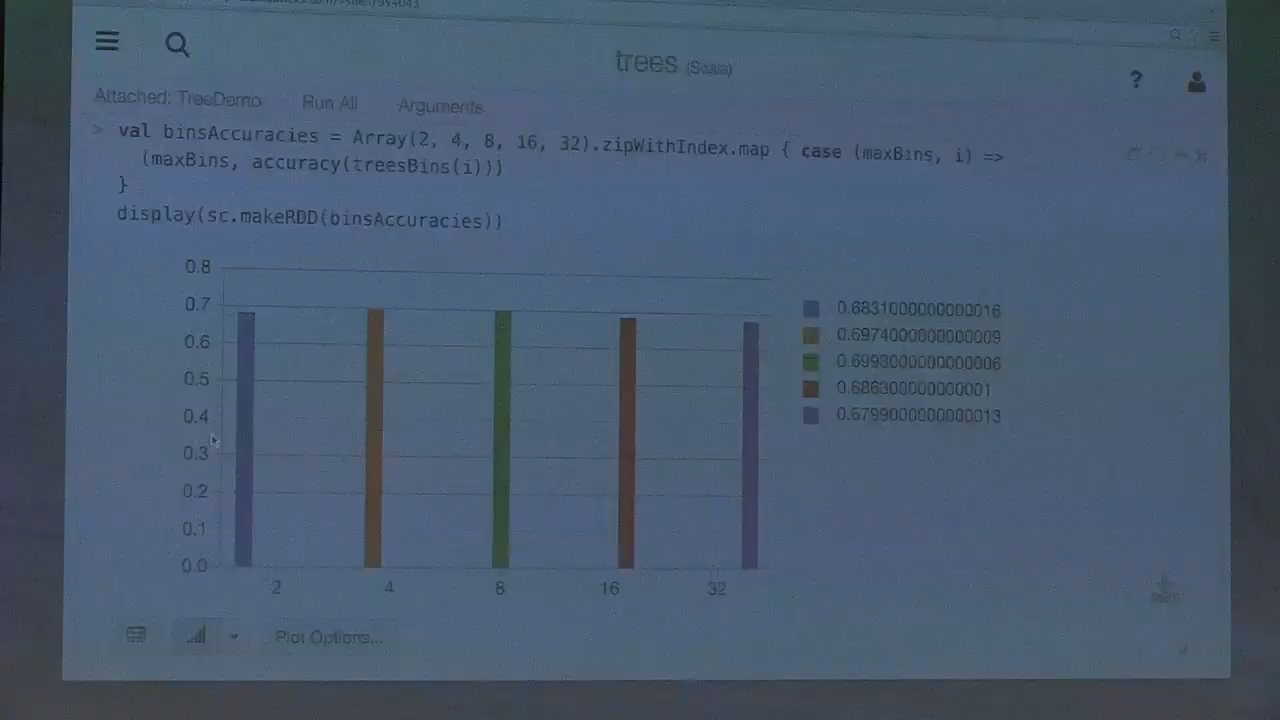 trees (Scala)
?
Attached: TreeDemo Run All Arguments
> val binsAccuracies = Array(2, 4, 8, 16, 32).zipWithIndex.map { case (maxBins, i) =>
(maxBins, accuracy(treesBins(i)))
}
display(sc.makeRDD(binsAccuracies))
0.8
0.7
0.6
0.5
0.4
0.3
0.2
0.1
0.0
2 4 8 16 32
0.6831000000000016
0.6974000000000009
0.6993000000000006
0.686300000000001
0.6799000000000013
Plot Options...